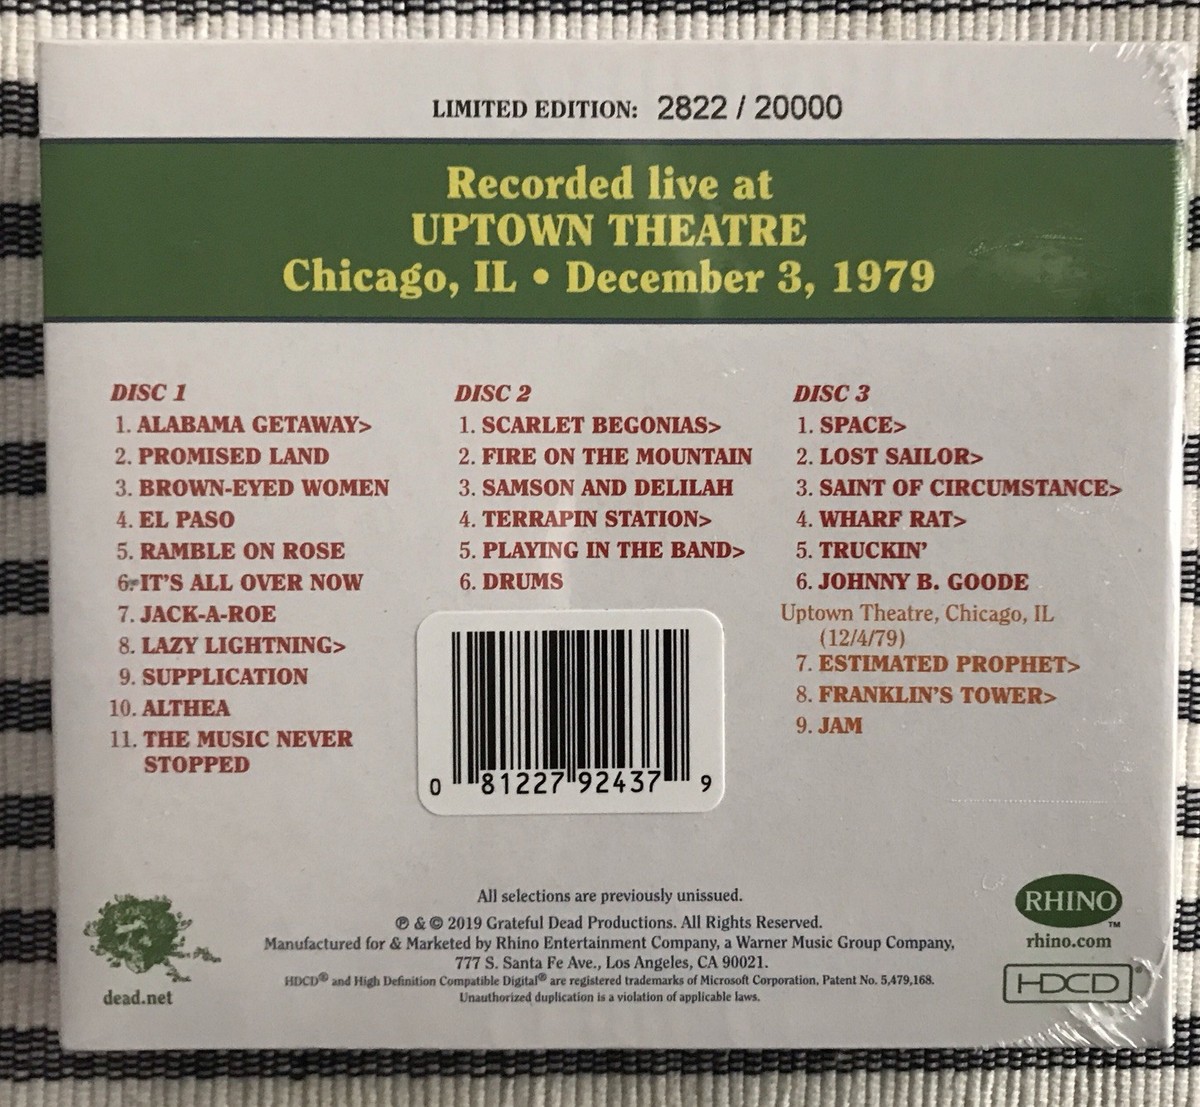 LIMITED EDITION: 2822 / 20000
Recorded live at
UPTOWN THEATRE
Chicago, IL • December 3, 1979
DISC 1
1. ALABAMA GETAWAY>
2. PROMISED LAND
3. BROWN-EYED WOMEN
4. EL PASO
5. RAMBLE ON ROSE
6. IT'S ALL OVER NOW
7. JACK-A-ROE
8. LAZY LIGHTNING>
9. SUPPLICATION
10. ALTHEA
11. THE MUSIC NEVER
STOPPED
DISC 2
1. SCARLET BEGONIAS>
2. FIRE ON THE MOUNTAIN
3. SAMSON AND DELILAH
4. TERRAPIN STATION>
5. PLAYING IN THE BAND>
6. DRUMS
DISC 3
1. SPACE>
2. LOST SAILOR>
3. SAINT OF CIRCUMSTANCE>
4. WHARF RAT>
5. TRUCKIN'
6. JOHNNY B. GOODE
Uptown Theatre, Chicago, IL
(12/4/79)
7. ESTIMATED PROPHET>
8. FRANKLIN'S TOWER>
9. JAM
0 81227 92437 9
All selections are previously unissued.
℗ & © 2019 Grateful Dead Productions. All Rights Reserved.
Manufactured for & Marketed by Rhino Entertainment Company, a Warner Music Group Company,
777 S. Santa Fe Ave., Los Angeles, CA 90021.
HDCD® and High Definition Compatible Digital® are registered trademarks of Microsoft Corporation, Patent No. 5,479,168.
Unauthorized duplication is a violation of applicable laws.
dead.net
RHINO™
rhino.com
HDCD®